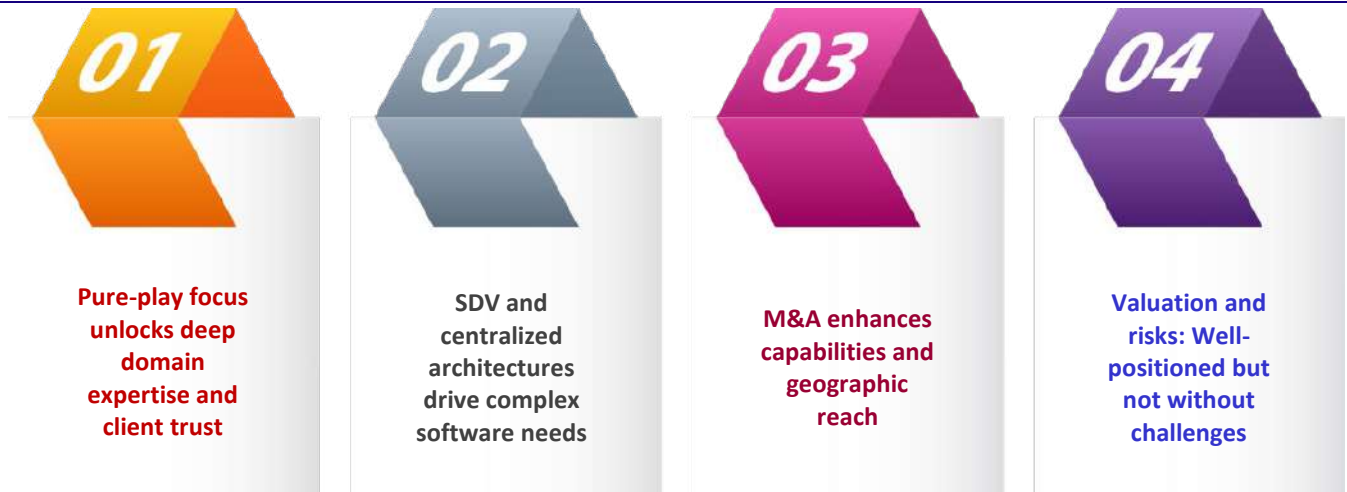 01
Pure-play focus
unlocks deep
domain
expertise and
client trust
02
SDV and
centralized
architectures
drive complex
software needs
03
M&A enhances
capabilities and
geographic
reach
04
Valuation and
risks: Well-
positioned but
not without
challenges